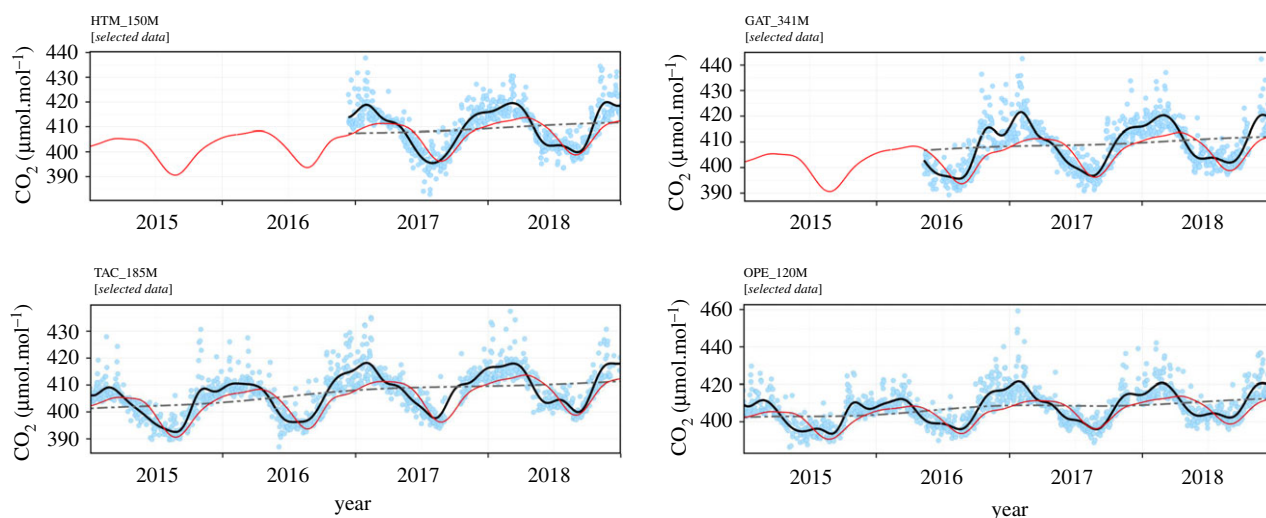 HTM_150M
[selected data]
440
430
420
410
400
390
CO₂ (µmol.mol⁻¹)
2015 2016 2017 2018
GAT_341M
[selected data]
440
430
420
410
400
390
CO₂ (µmol.mol⁻¹)
2015 2016 2017 2018
TAC_185M
[selected data]
430
420
410
400
390
CO₂ (µmol.mol⁻¹)
2015 2016 2017 2018
year
OPE_120M
[selected data]
460
440
420
400
CO₂ (µmol.mol⁻¹)
2015 2016 2017 2018
year